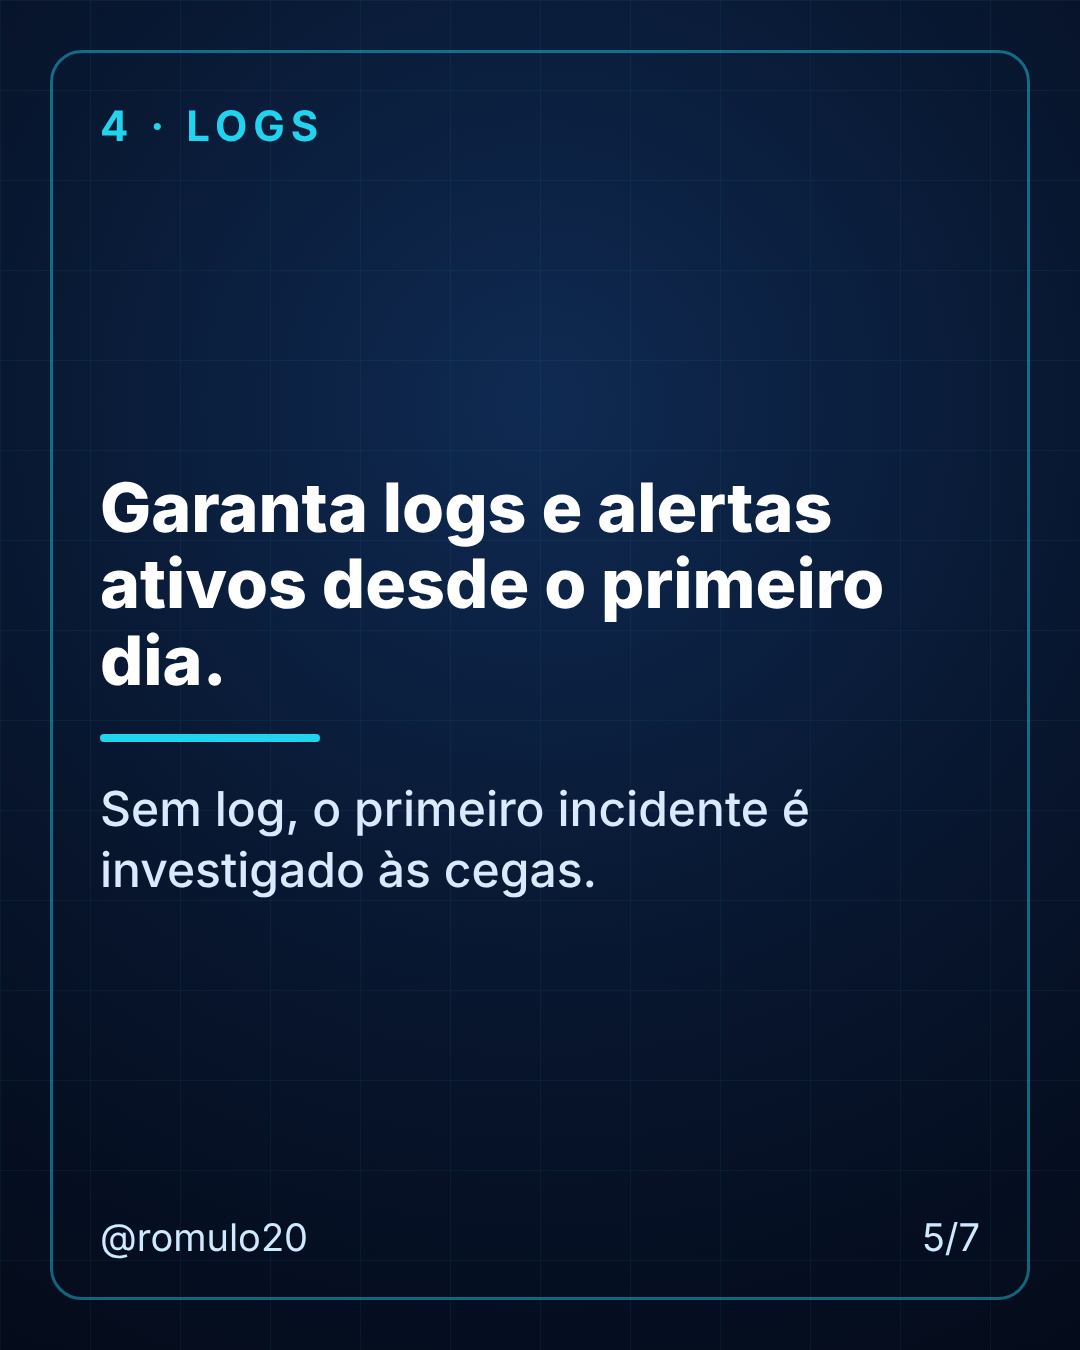 4 · LOGS
Garanta logs e alertas
ativos desde o primeiro
dia.
Sem log, o primeiro incidente é
investigado às cegas.
@romulo20
5/7